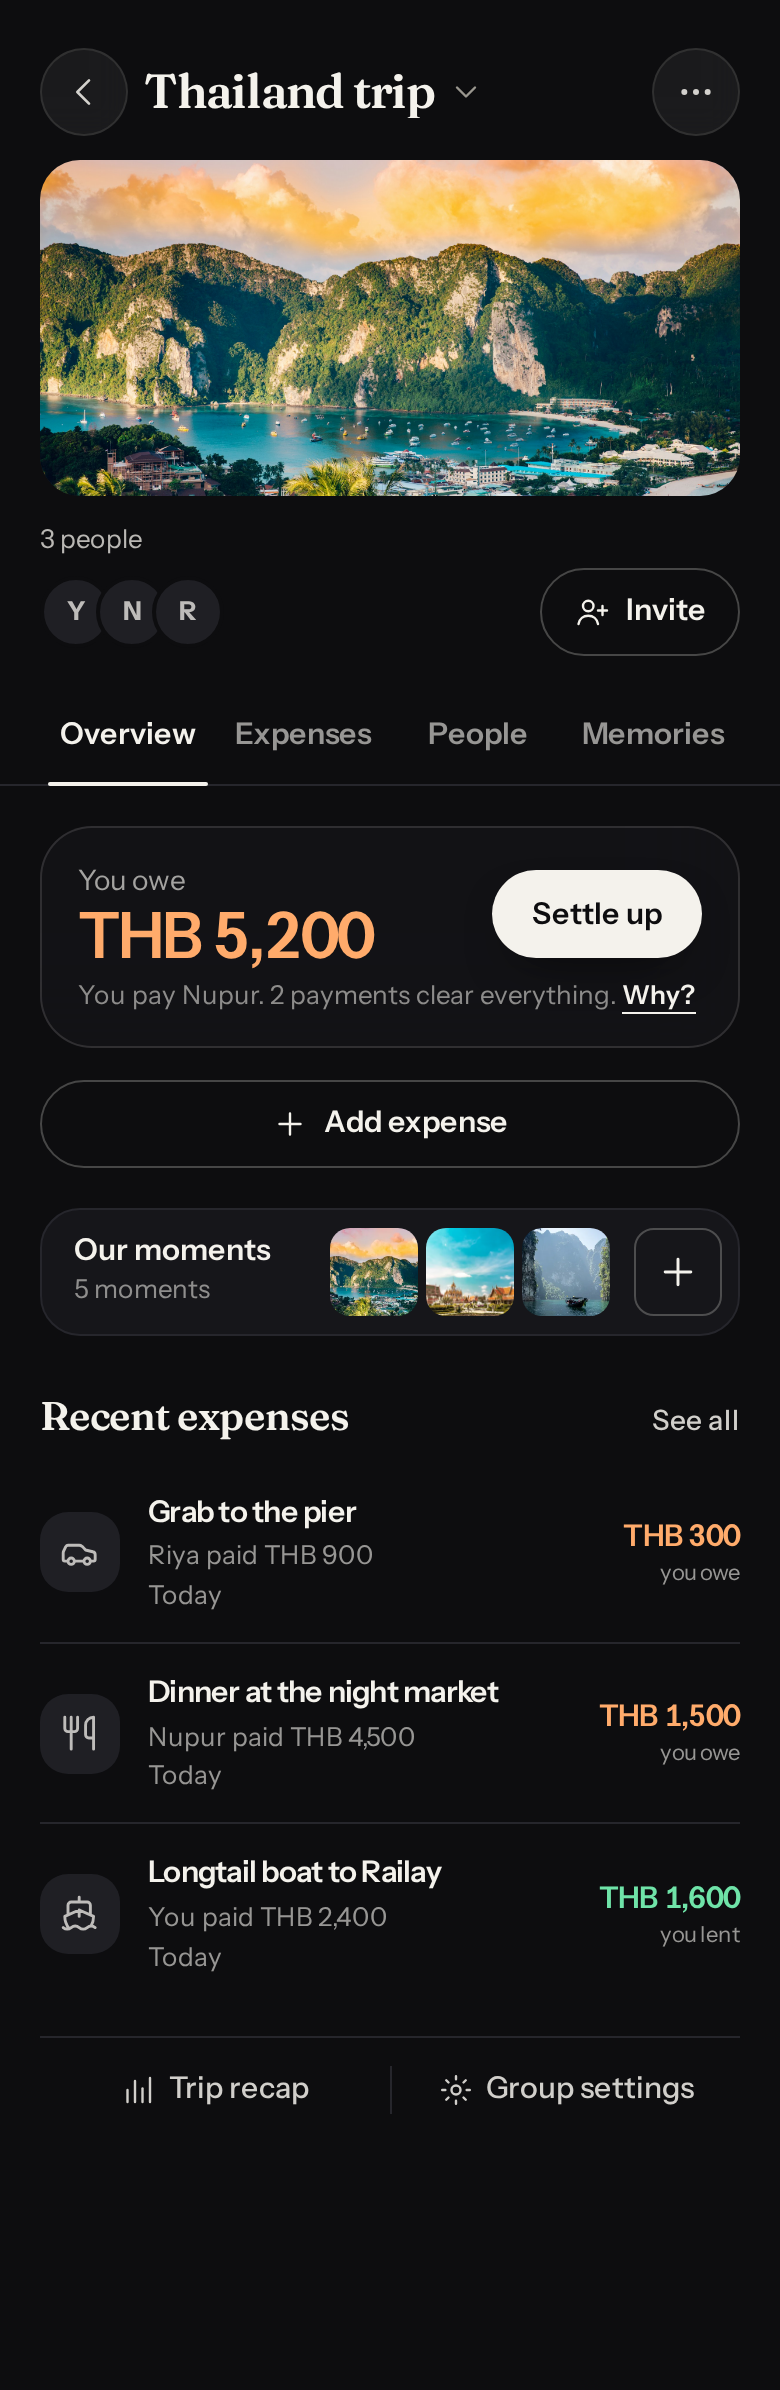 Thailand trip
3 people
Y N R
Invite
Overview Expenses People Memories
You owe
THB 5,200
Settle up
You pay Nupur. 2 payments clear everything. Why?
Add expense
Our moments
5 moments
Recent expenses
See all
Grab to the pier
Riya paid THB 900
Today
THB 300
you owe
Dinner at the night market
Nupur paid THB 4,500
Today
THB 1,500
you owe
Longtail boat to Railay
You paid THB 2,400
Today
THB 1,600
you lent
Trip recap
Group settings